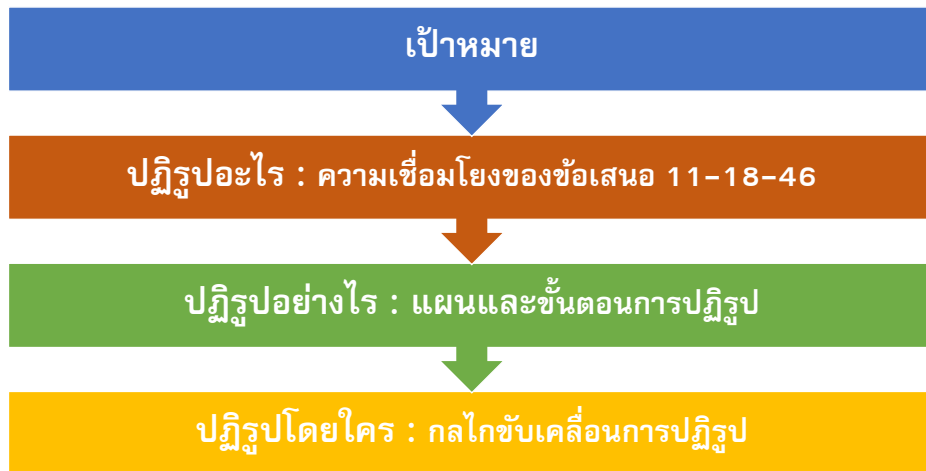 เป้าหมาย
ปฏิรูปอะไร : ความเชื่อมโยงของข้อเสนอ 11-18-46
ปฏิรูปอย่างไร : แผนและขั้นตอนการปฏิรูป
ปฏิรูปโดยใคร : กลไกขับเคลื่อนการปฏิรูป